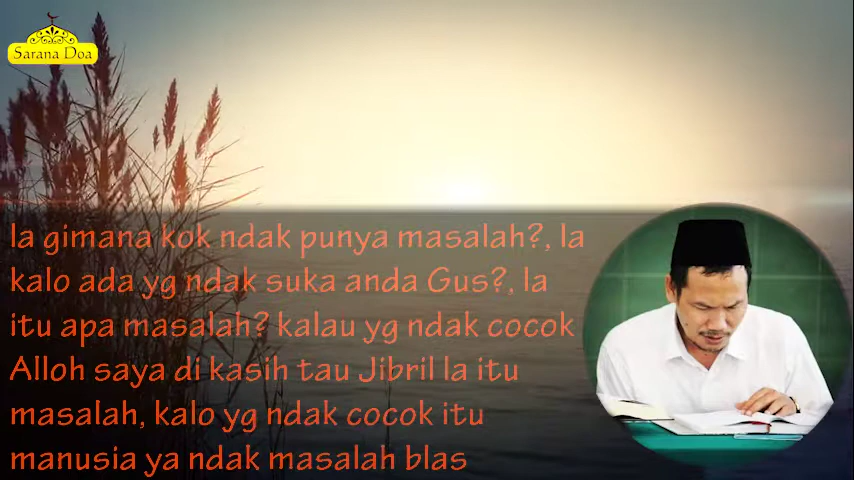 Sarana Doa
la gimana kok ndak punya masalah?, la
kalo ada yg ndak suka anda Gus?, la
itu apa masalah? kalau yg ndak cocok
Alloh saya di kasih tau Jibril la itu
masalah, kalo yg ndak cocok itu
manusia ya ndak masalah blas